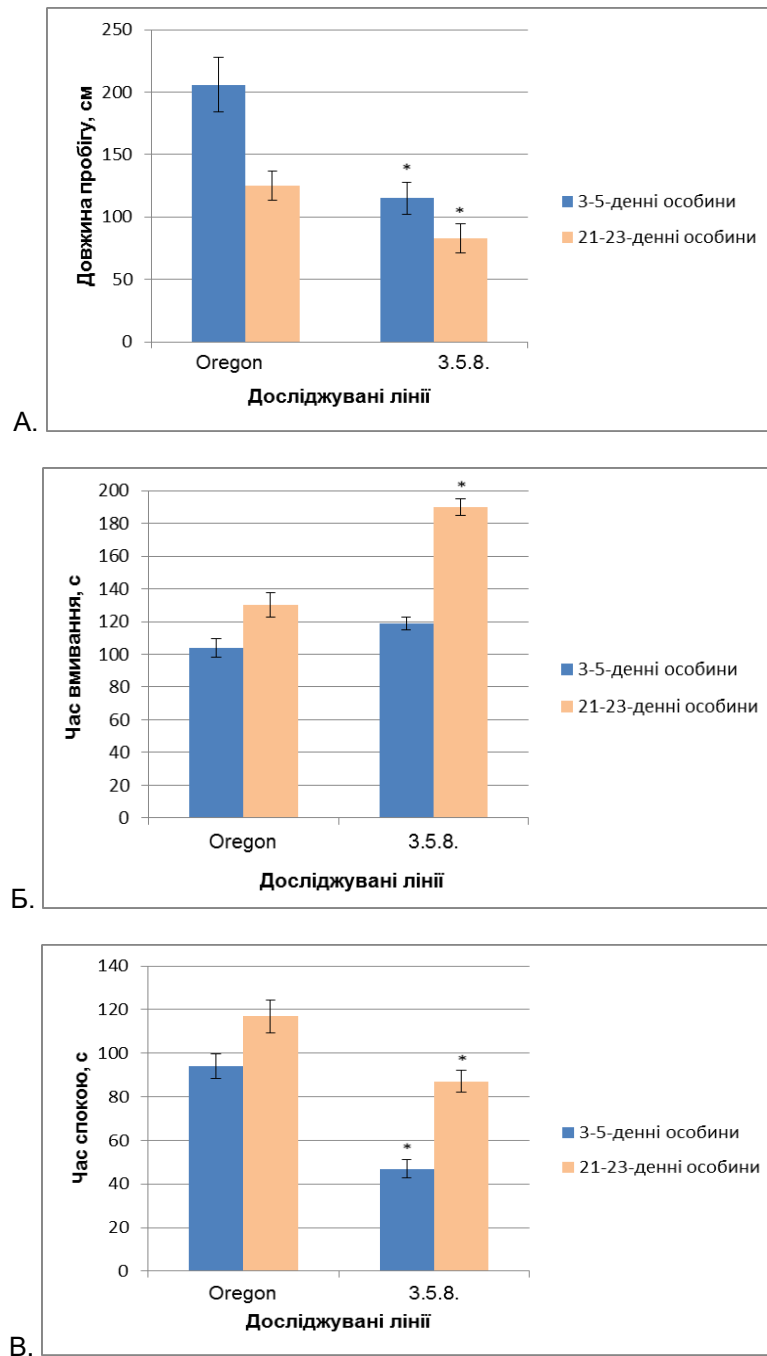 Довжина пробігу, см
250
200
150
100
50
0
*
*
Oregon
3.5.8.
Досліджувані лінії
3-5-денні особини
21-23-денні особини
А.
Час вмивання, с
200
180
160
140
120
100
80
60
40
20
0
*
Oregon
3.5.8.
Досліджувані лінії
3-5-денні особини
21-23-денні особини
Б.
Час спокою, с
140
120
100
80
60
40
20
0
*
*
Oregon
3.5.8.
Досліджувані лінії
3-5-денні особини
21-23-денні особини
В.